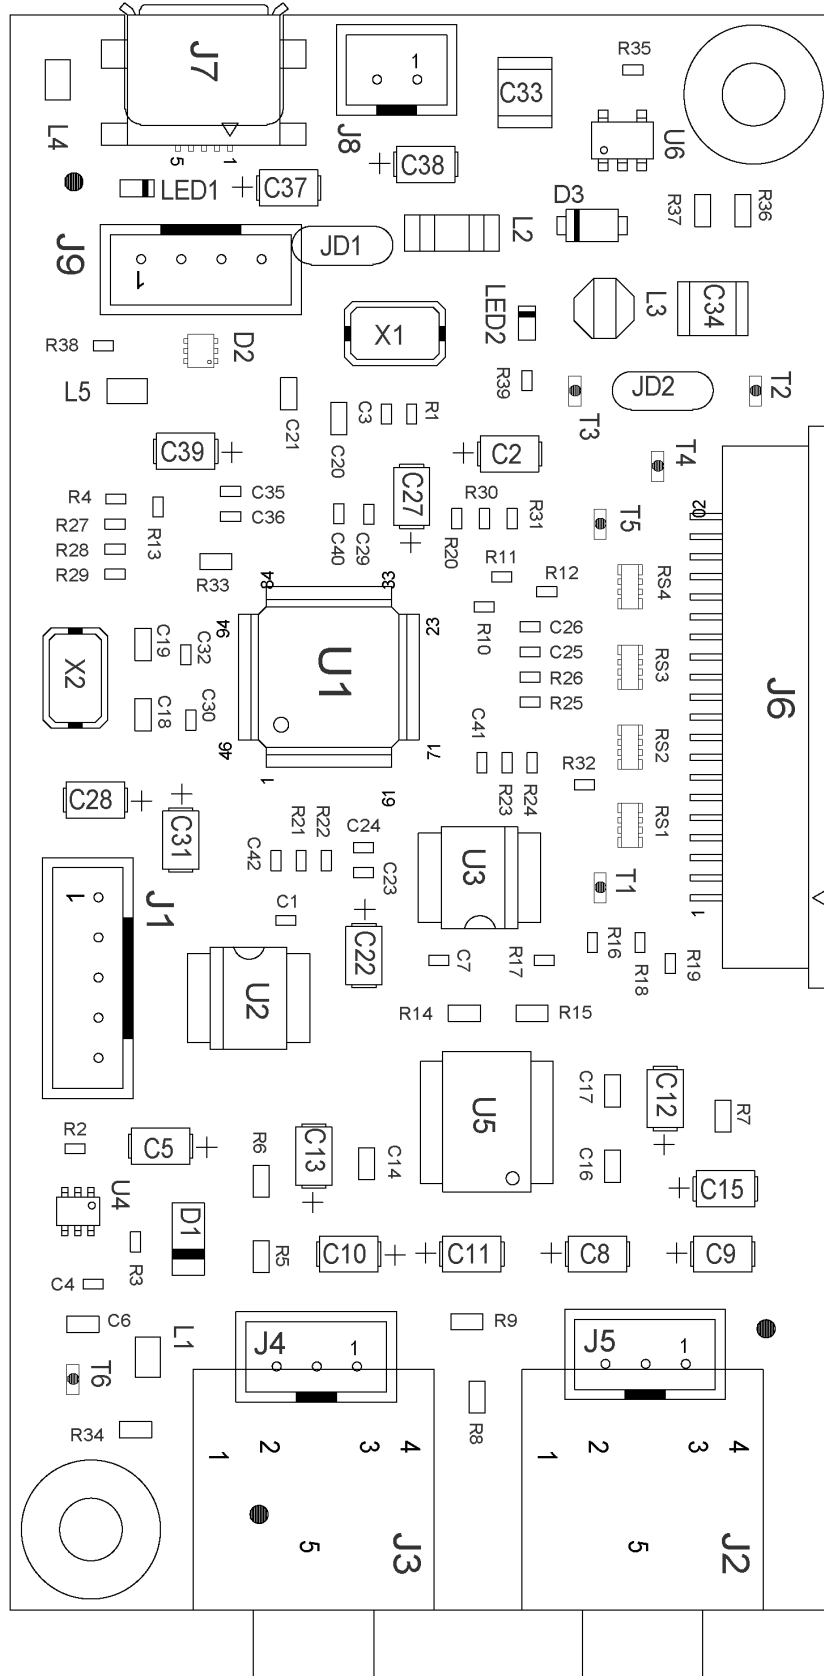 J7
5
1
L4
J8
1
C33
R35
U6
LED1
C37
C38
D3
R37
R36
J9
1
JD1
L2
LED2
L3
C34
X1
R38
D2
L5
C21
C20
C3
R1
R39
T3
JD2
T2
C39
C27
C2
T4
R4
R27
R28
R29
R13
C35
C36
R33
C40
C29
R20
R30
R31
T5
20
R11
R12
R10
84
33
94
23
U1
46
71
1
61
C26
C25
R26
R25
RS4
RS3
RS2
RS1
J6
1
X2
C19
C32
C18
C30
C41
R23
R24
R32
C28
C31
R21
R22
C42
C24
C23
U3
T1
J1
1
C1
C22
U2
C7
R17
R16
R18
R19
R14
R15
U5
C17
C12
R7
C16
C15
R2
C5
R6
C13
C14
U4
R3
D1
R5
C10
C11
C8
C9
C4
C6
L1
T6
R34
J4
1
R9
J5
1
R8
1
2
3
4
5
J3
1
2
3
4
5
J2